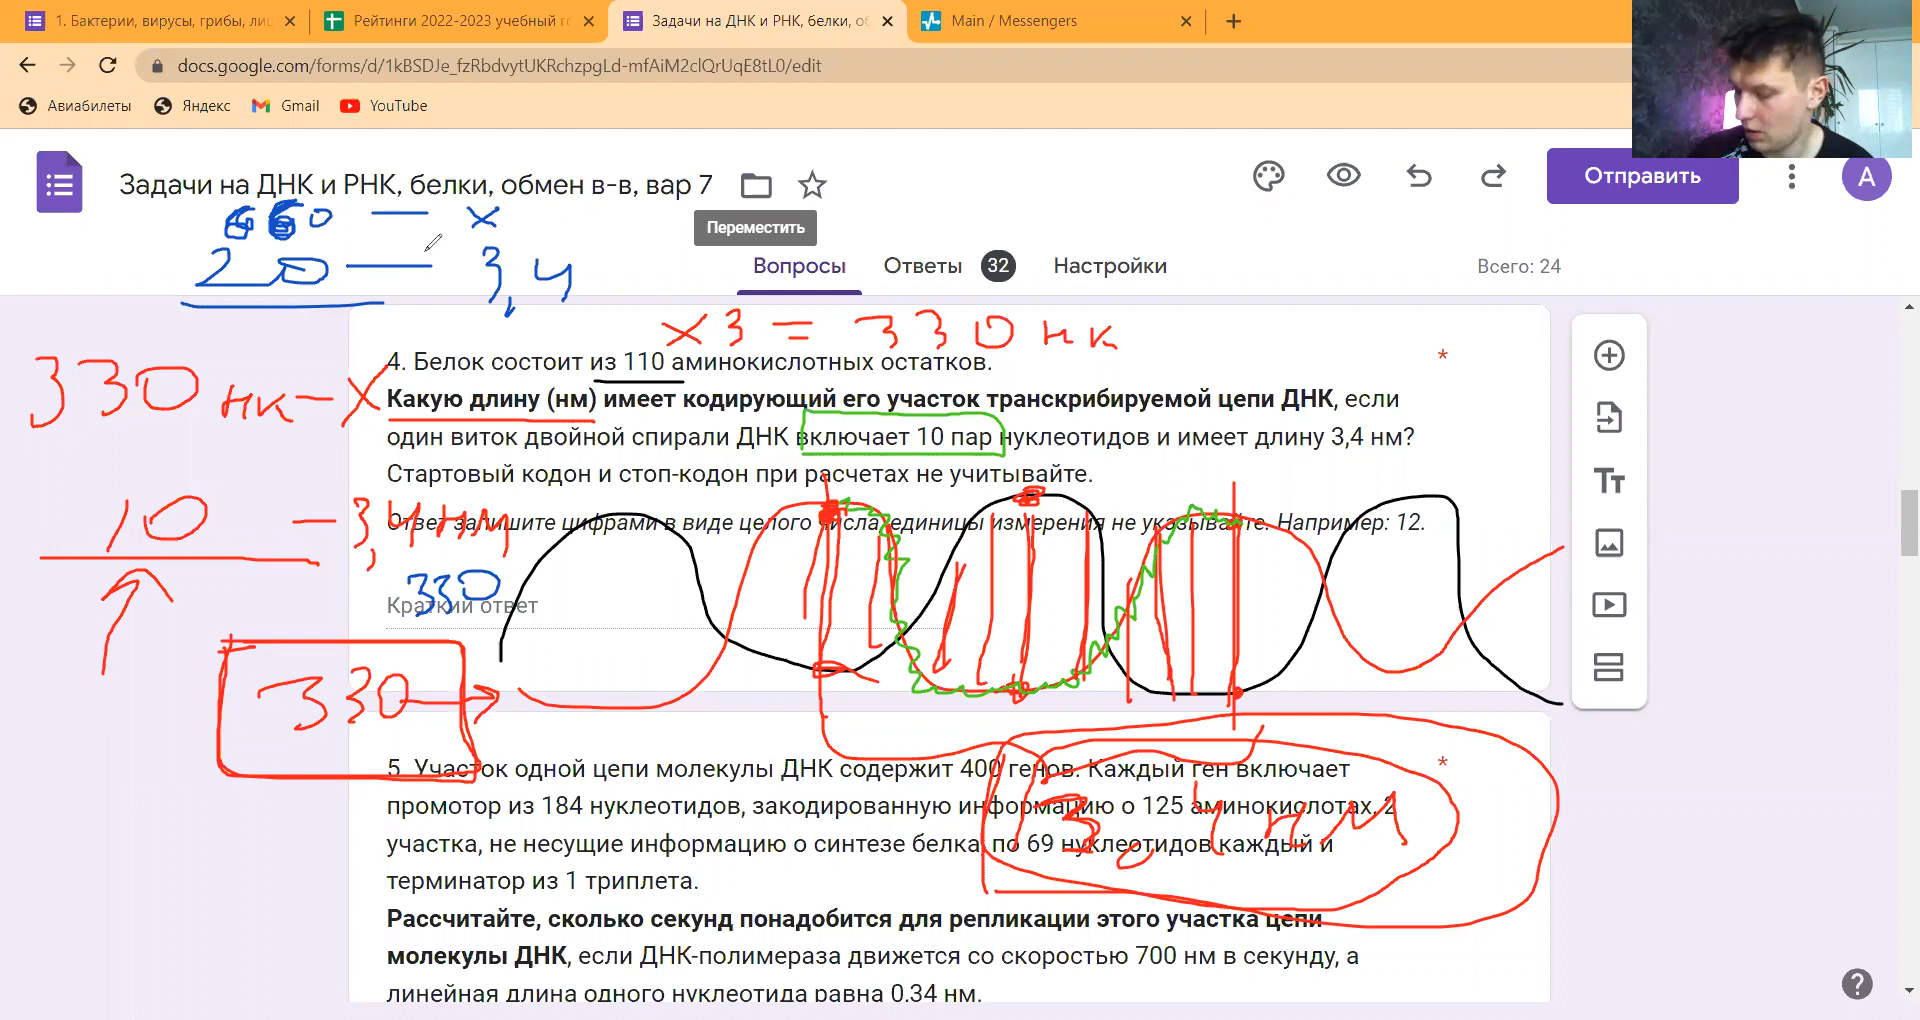 1. Бактерии, вирусы, грибы, ли
Рейтинги 2022-2023 учебный г
Задачи на ДНК и РНК, белки, об
Main / Messengers
docs.google.com/forms/d/1kBSDJe_fzRbdvytUKRchzpgLd-mfAiM2clQrUqE8tL0/edit
Авиабилеты
Яндекс
Gmail
YouTube
Задачи на ДНК и РНК, белки, обмен в-в, вар 7
Отправить
A
660 — x
Переместить
20 — 3,4
Вопросы
Ответы 32
Настройки
Всего: 24
x3 = 330 нк
4. Белок состоит из 110 аминокислотных остатков. *
330 нк – x
Какую длину (нм) имеет кодирующий его участок транскрибируемой цепи ДНК, если
один виток двойной спирали ДНК включает 10 пар нуклеотидов и имеет длину 3,4 нм?
Стартовый кодон и стоп-кодон при расчетах не учитывайте.
10 – 3,4нм
Ответ запишите цифрами в виде целого числа, единицы измерения не указывайте. Например: 12.
330
Краткий ответ
330
5. Участок одной цепи молекулы ДНК содержит 400 генов. Каждый ген включает *
промотор из 184 нуклеотидов, закодированную информацию о 125 аминокислотах, 2
3,4нм
участка, не несущие информацию о синтезе белка, по 69 нуклеотидов каждый и
терминатор из 1 триплета.
Рассчитайте, сколько секунд понадобится для репликации этого участка цепи
молекулы ДНК, если ДНК-полимераза движется со скоростью 700 нм в секунду, а
линейная длина одного нуклеотида равна 0,34 нм.